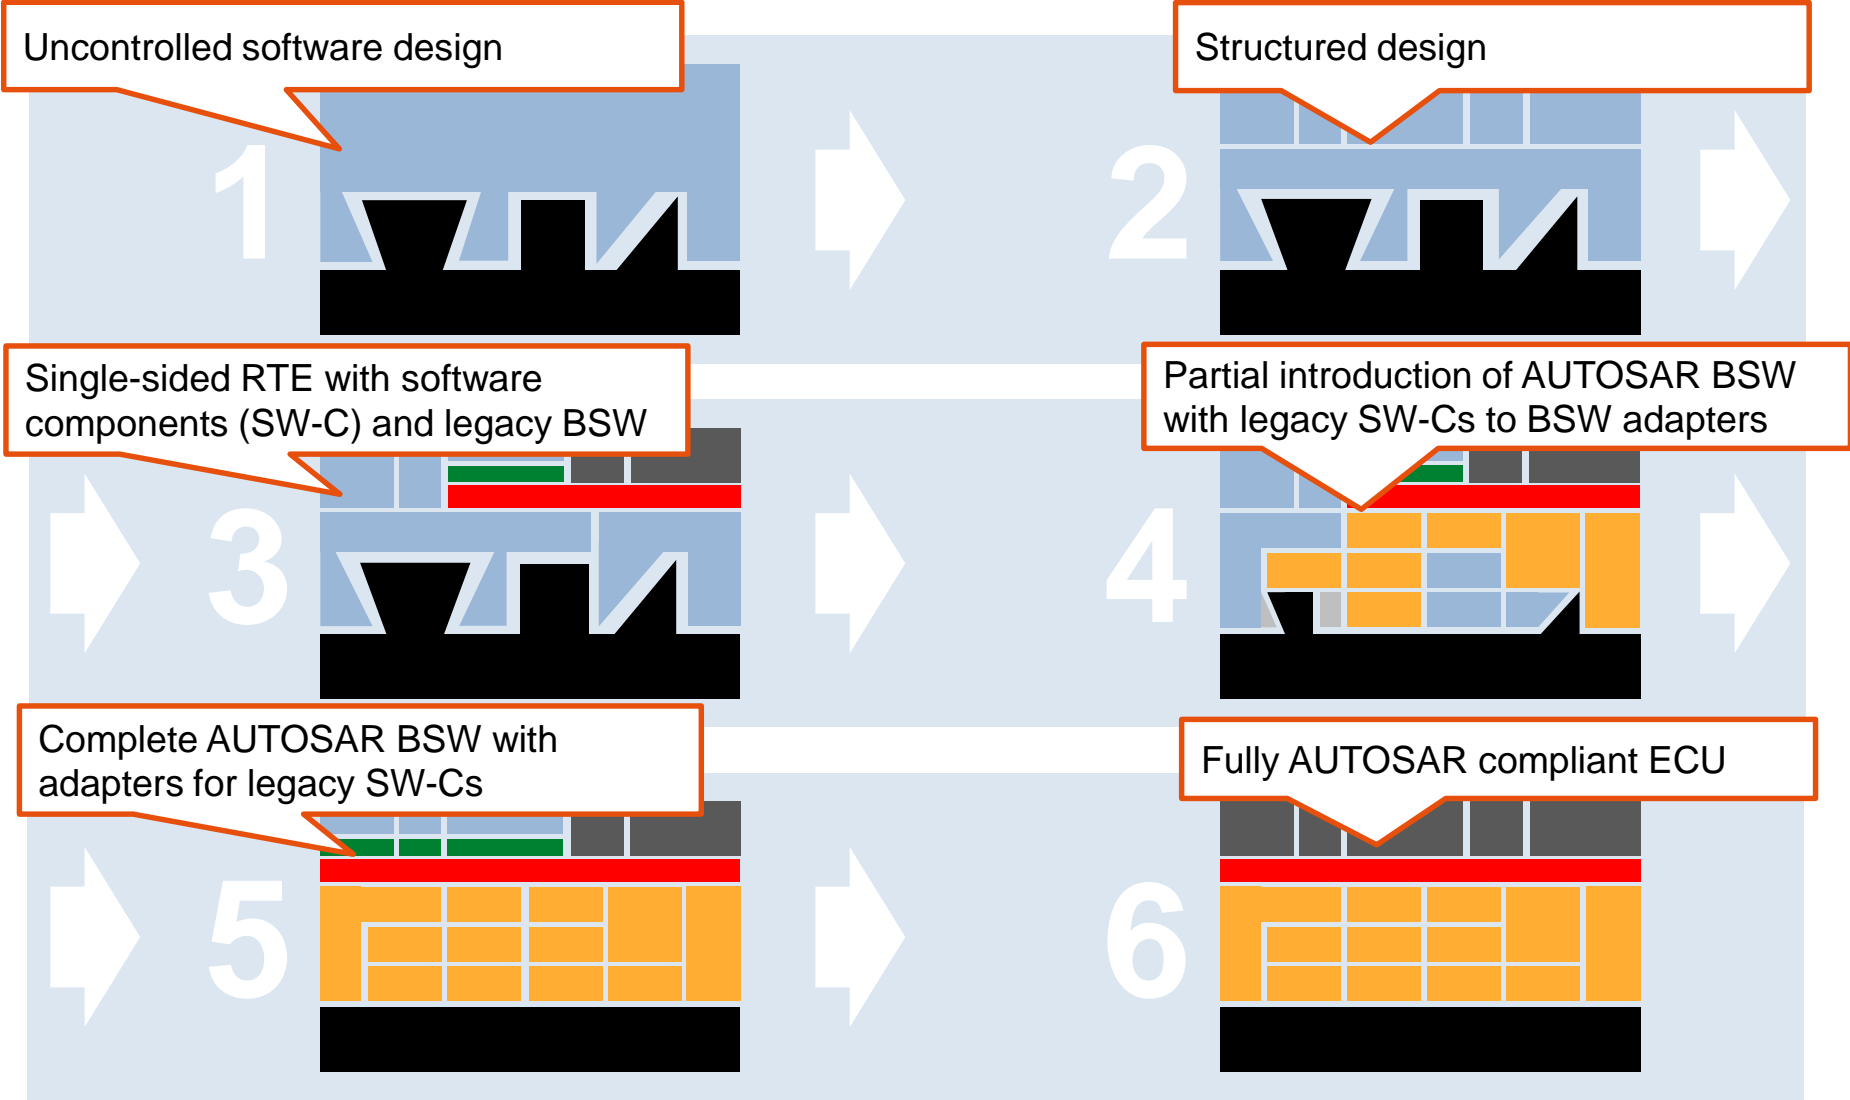 Uncontrolled software design
Structured design
1
2
Single-sided RTE with software
components (SW-C) and legacy BSW
Partial introduction of AUTOSAR BSW
with legacy SW-Cs to BSW adapters
3
4
Complete AUTOSAR BSW with
adapters for legacy SW-Cs
Fully AUTOSAR compliant ECU
5
6